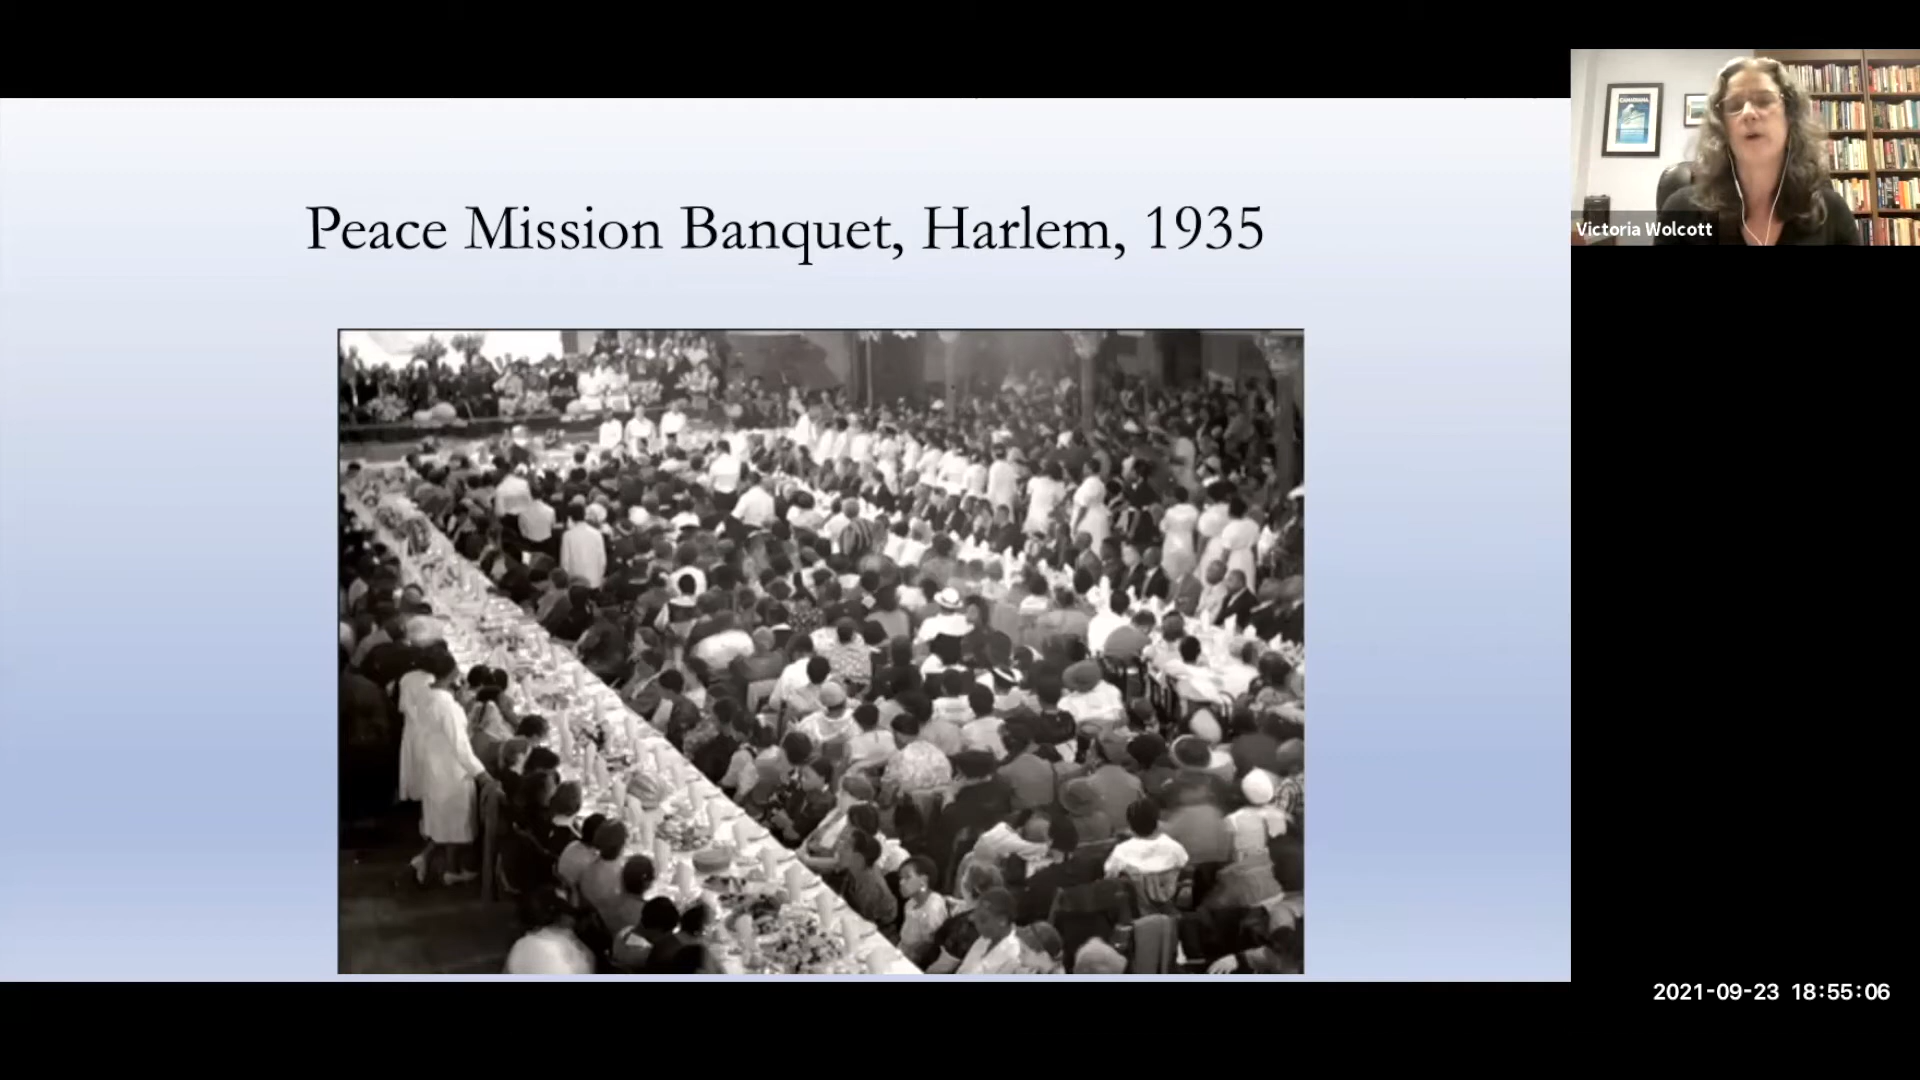 Peace Mission Banquet, Harlem, 1935
Victoria Wolcott
2021-09-23 18:55:06